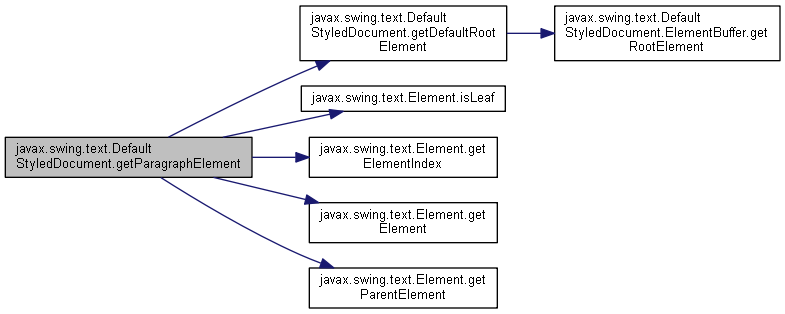 javax.swing.text.Default
StyledDocument.getDefaultRoot
Element
javax.swing.text.Default
StyledDocument.ElementBuffer.get
RootElement
javax.swing.text.Element.isLeaf
javax.swing.text.Default
StyledDocument.getParagraphElement
javax.swing.text.Element.get
ElementIndex
javax.swing.text.Element.get
Element
javax.swing.text.Element.get
ParentElement